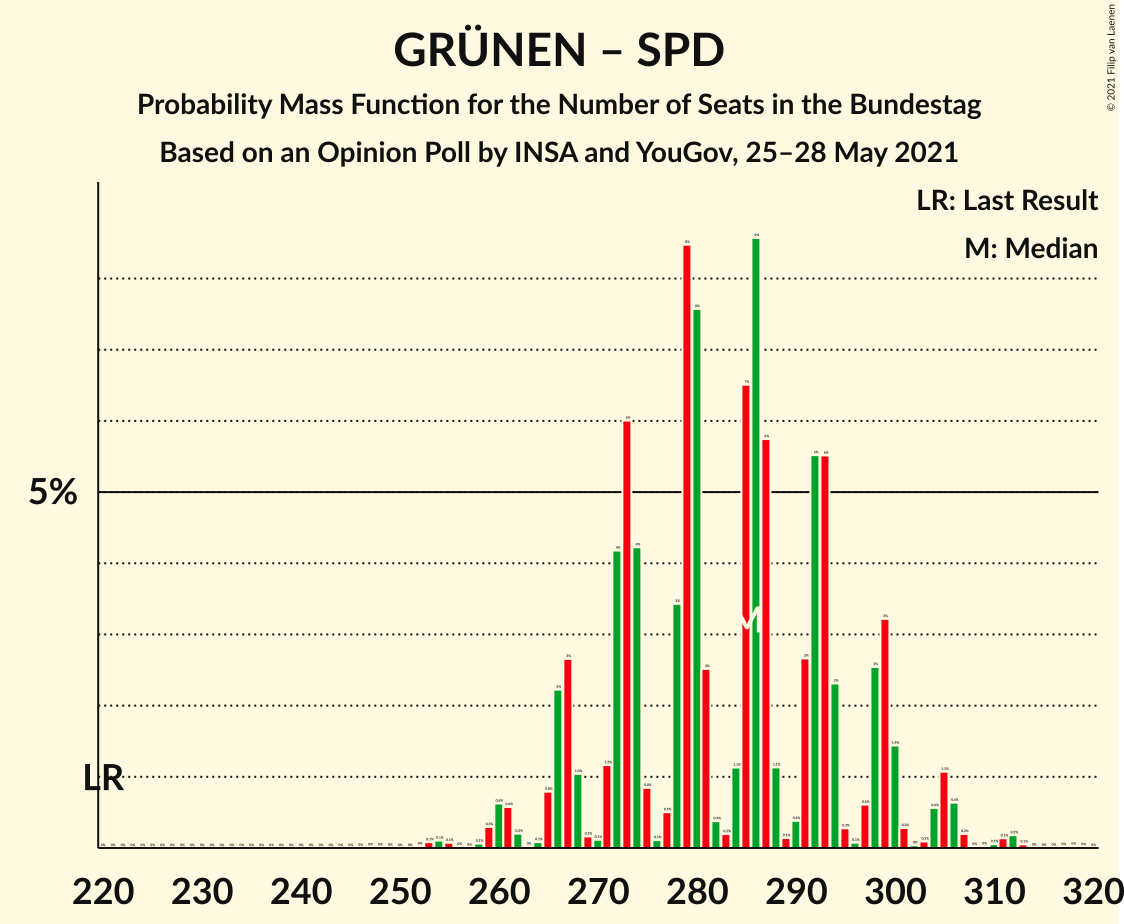 GRÜNEN – SPD
Probability Mass Function for the Number of Seats in the Bundestag
Based on an Opinion Poll by INSA and YouGov, 25–28 May 2021
© 2021 Filip van Laenen
LR: Last Result
M: Median
5%
M
LR
220 230 240 250 260 270 280 290 300 310 320